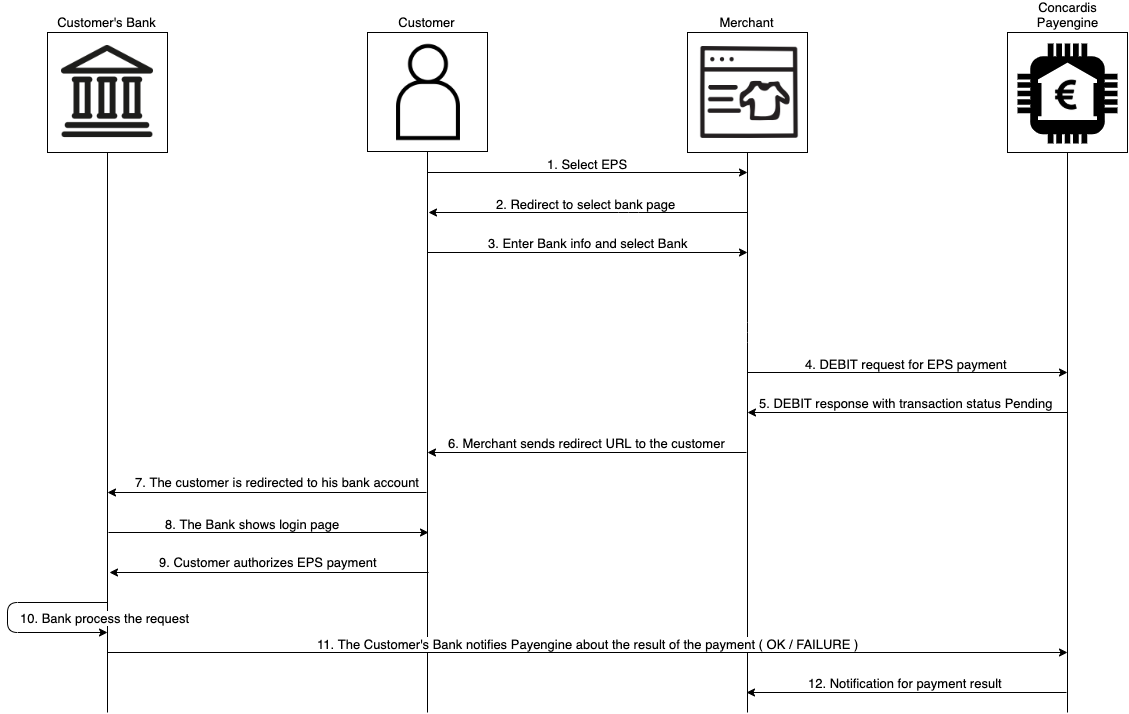 Customer's Bank
Customer
Merchant
Concardis
Payengine
€
1. Select EPS
2. Redirect to select bank page
3. Enter Bank info and select Bank
4. DEBIT request for EPS payment
5. DEBIT response with transaction status Pending
6. Merchant sends redirect URL to the customer
7. The customer is redirected to his bank account
8. The Bank shows login page
9. Customer authorizes EPS payment
10. Bank process the request
11. The Customer's Bank notifies Payengine about the result of the payment ( OK / FAILURE )
12. Notification for payment result